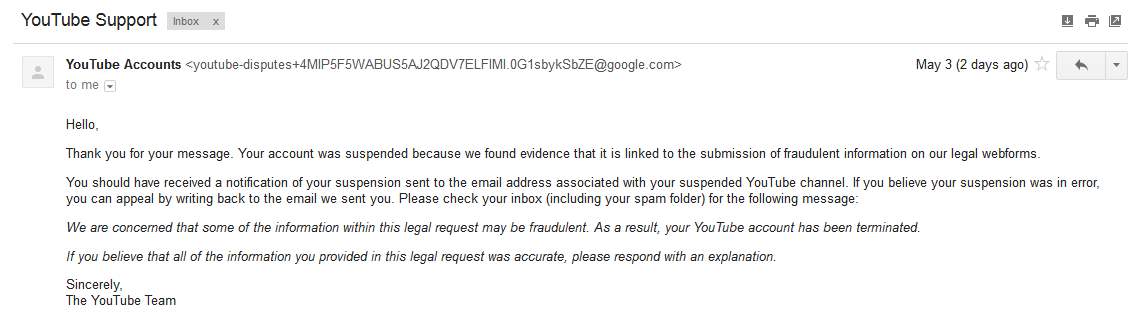 YouTube Support Inbox x
YouTube Accounts <youtube-disputes+4MIP5F5WABUS5AJ2QDV7ELFIMI.0G1sbykSbZE@google.com> May 3 (2 days ago)
to me
Hello,
Thank you for your message. Your account was suspended because we found evidence that it is linked to the submission of fraudulent information on our legal webforms.
You should have received a notification of your suspension sent to the email address associated with your suspended YouTube channel. If you believe your suspension was in error,
you can appeal by writing back to the email we sent you. Please check your inbox (including your spam folder) for the following message:
We are concerned that some of the information within this legal request may be fraudulent. As a result, your YouTube account has been terminated.
If you believe that all of the information you provided in this legal request was accurate, please respond with an explanation.
Sincerely,
The YouTube Team